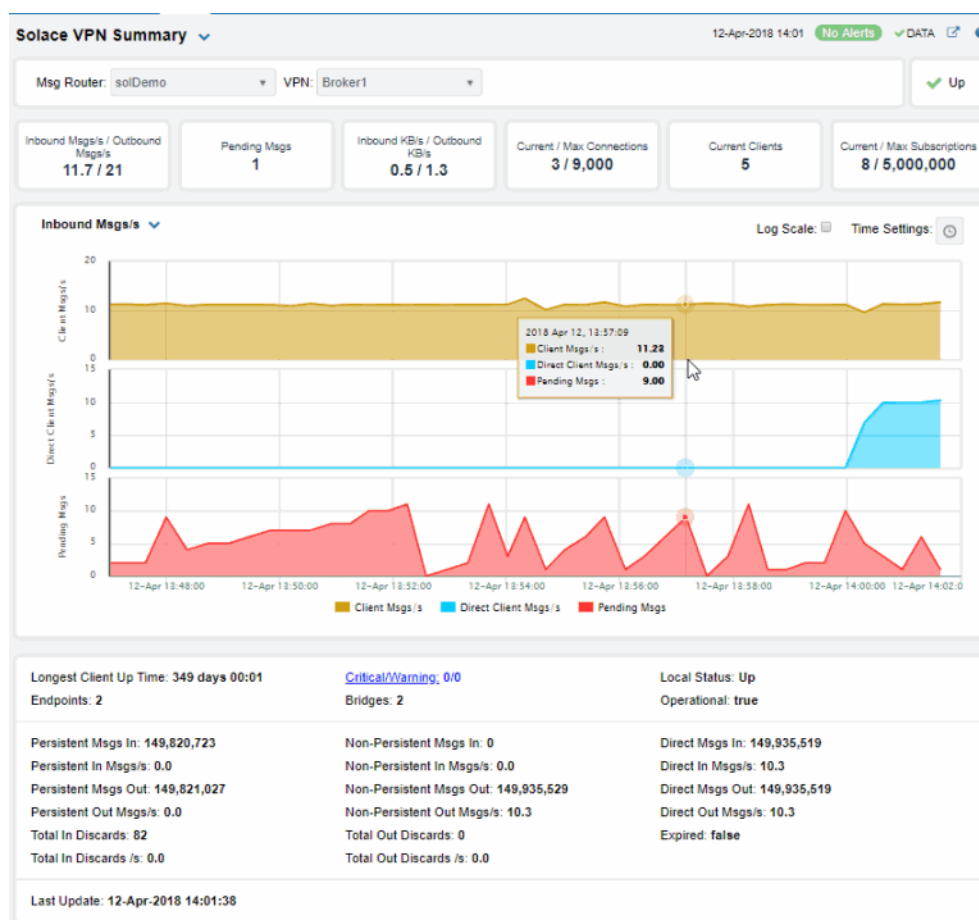 Solace VPN Summary
12-Apr-2018 14:01 No Alerts DATA
Msg Router: solDemo VPN: Broker1 Up
Inbound Msgs/s / Outbound Msgs/s
11.7 / 21
Pending Msgs
1
Inbound KB/s / Outbound KB/s
0.5 / 1.3
Current / Max Connections
3 / 9,000
Current Clients
5
Current / Max Subscriptions
8 / 5,000,000
Inbound Msgs/s
Log Scale: Time Settings:
Client Msgs/s
20
10
0
2018 Apr 12, 13:57:09
Client Msgs/s : 11.28
Direct Client Msgs/s : 0.00
Pending Msgs : 9.00
Direct Client Msgs/s
15
10
5
0
Pending Msgs
15
10
5
0
12-Apr 13:48:00 12-Apr 13:50:00 12-Apr 13:52:00 12-Apr 13:54:00 12-Apr 13:56:00 12-Apr 13:58:00 12-Apr 14:00:00 12-Apr 14:02:0
Client Msgs/s Direct Client Msgs/s Pending Msgs
Longest Client Up Time: 349 days 00:01 Critical/Warning: 0/0 Local Status: Up
Endpoints: 2 Bridges: 2 Operational: true
Persistent Msgs In: 149,820,723 Non-Persistent Msgs In: 0 Direct Msgs In: 149,935,519
Persistent In Msgs/s: 0.0 Non-Persistent In Msgs/s: 0.0 Direct In Msgs/s: 10.3
Persistent Msgs Out: 149,821,027 Non-Persistent Msgs Out: 149,935,529 Direct Msgs Out: 149,935,519
Persistent Out Msgs/s: 0.0 Non-Persistent Out Msgs/s: 10.3 Direct Out Msgs/s: 10.3
Total In Discards: 82 Total Out Discards: 0 Expired: false
Total In Discards /s: 0.0 Total Out Discards /s: 0.0
Last Update: 12-Apr-2018 14:01:38